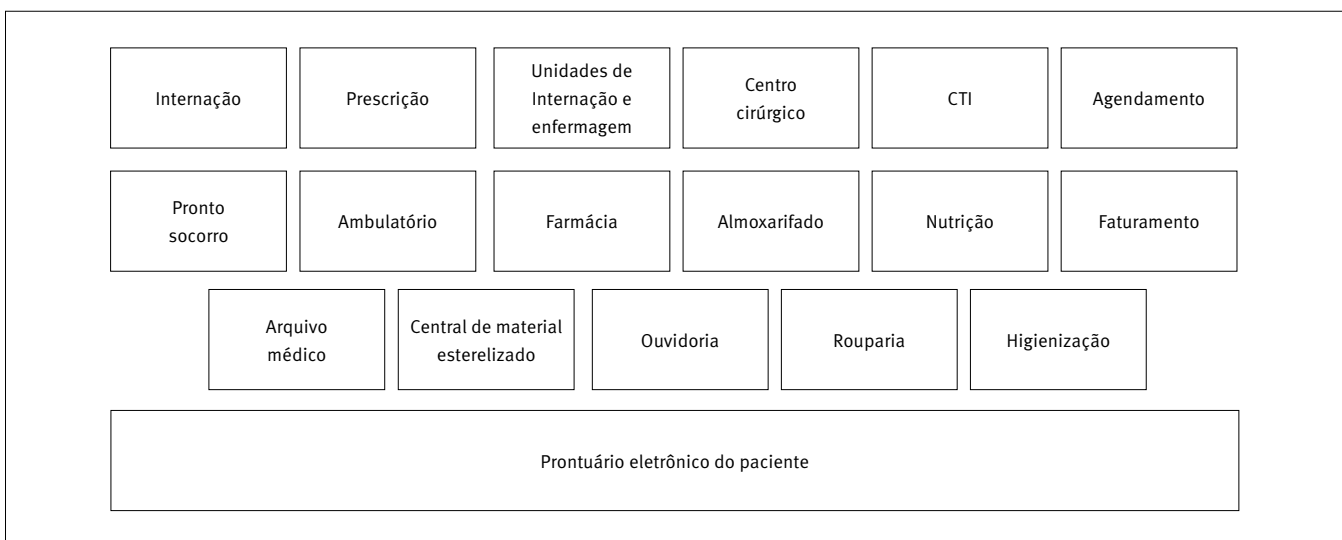 Internação
Prescrição
Unidades de
Internação e
enfermagem
Centro
cirúrgico
CTI
Agendamento
Pronto
socorro
Ambulatório
Farmácia
Almoxarifado
Nutrição
Faturamento
Arquivo
médico
Central de material
esterelizado
Ouvidoria
Rouparia
Higienização
Prontuário eletrônico do paciente